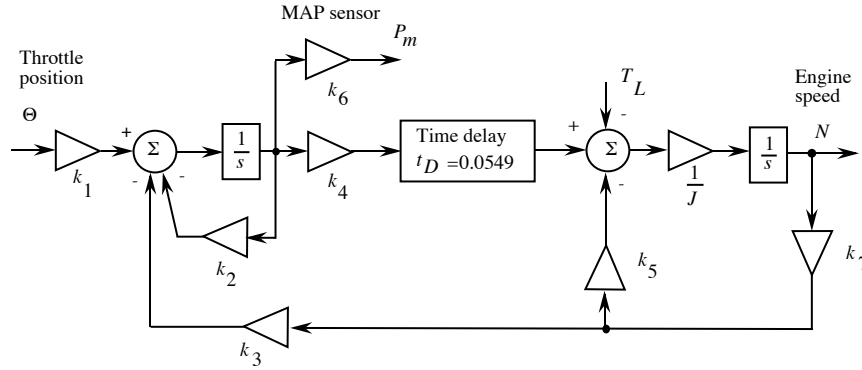 MAP sensor
P_m
k_6
Throttle
position
Θ
k_1
+
Σ
-
-
1/s
k_4
k_2
k_3
Time delay
t_D =0.0549
T_L
-
+
Σ
-
1/J
1/s
Engine
speed
N
k_5
k